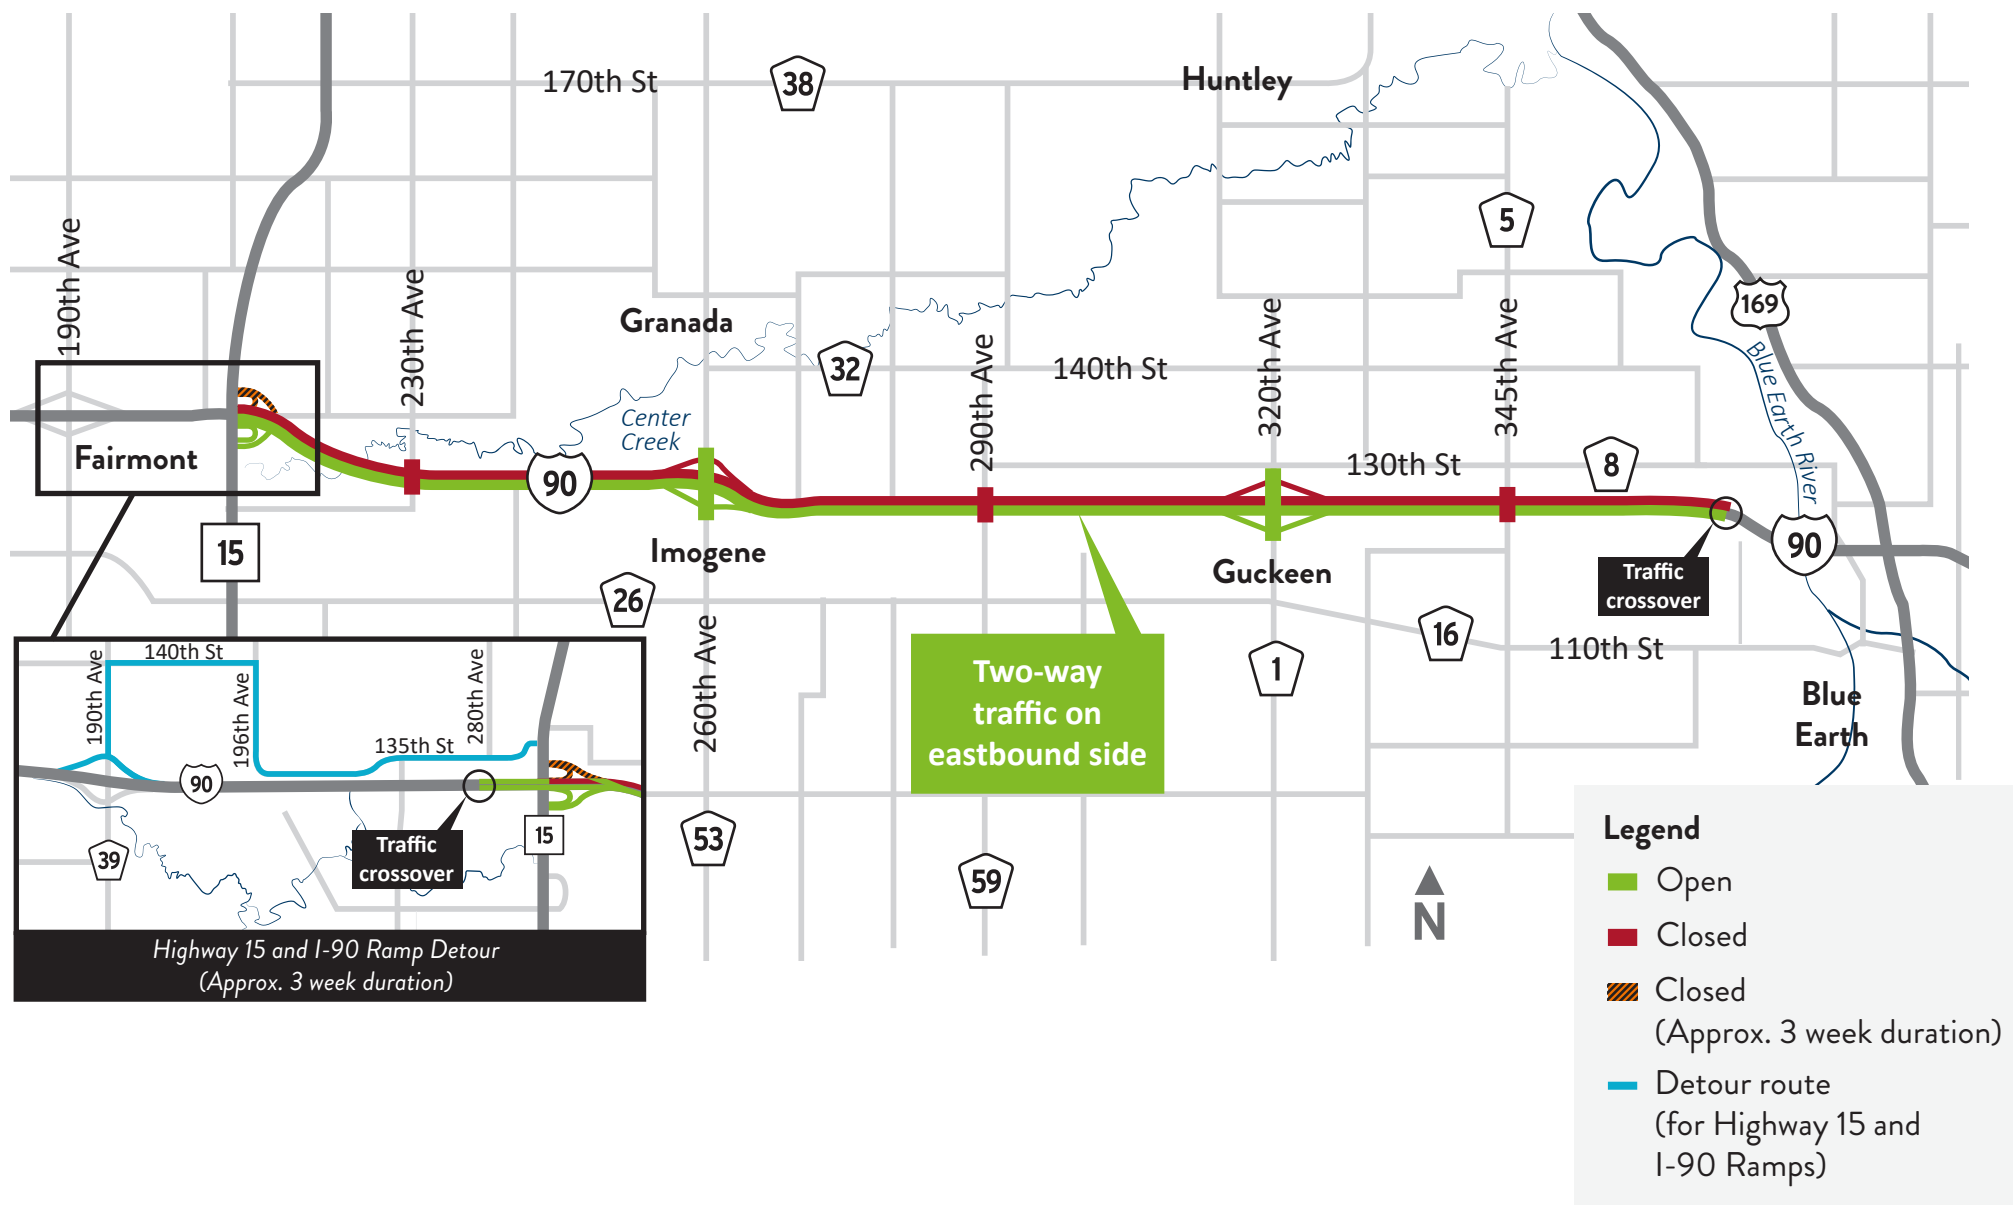 170th St
38
Huntley
5
190th Ave
230th Ave
Granada
32
140th St
290th Ave
320th Ave
345th Ave
169
Blue Earth River
Center
Creek
Fairmont
90
130th St
8
15
Imogene
Guckeen
90
Traffic
crossover
26
260th Ave
Two-way
traffic on
eastbound side
1
16
110th St
Blue
Earth
53
59
N
190th Ave
140th St
196th Ave
280th Ave
135th St
90
15
39
Traffic
crossover
Highway 15 and I-90 Ramp Detour
(Approx. 3 week duration)
Legend
Open
Closed
Closed
(Approx. 3 week duration)
Detour route
(for Highway 15 and
I-90 Ramps)